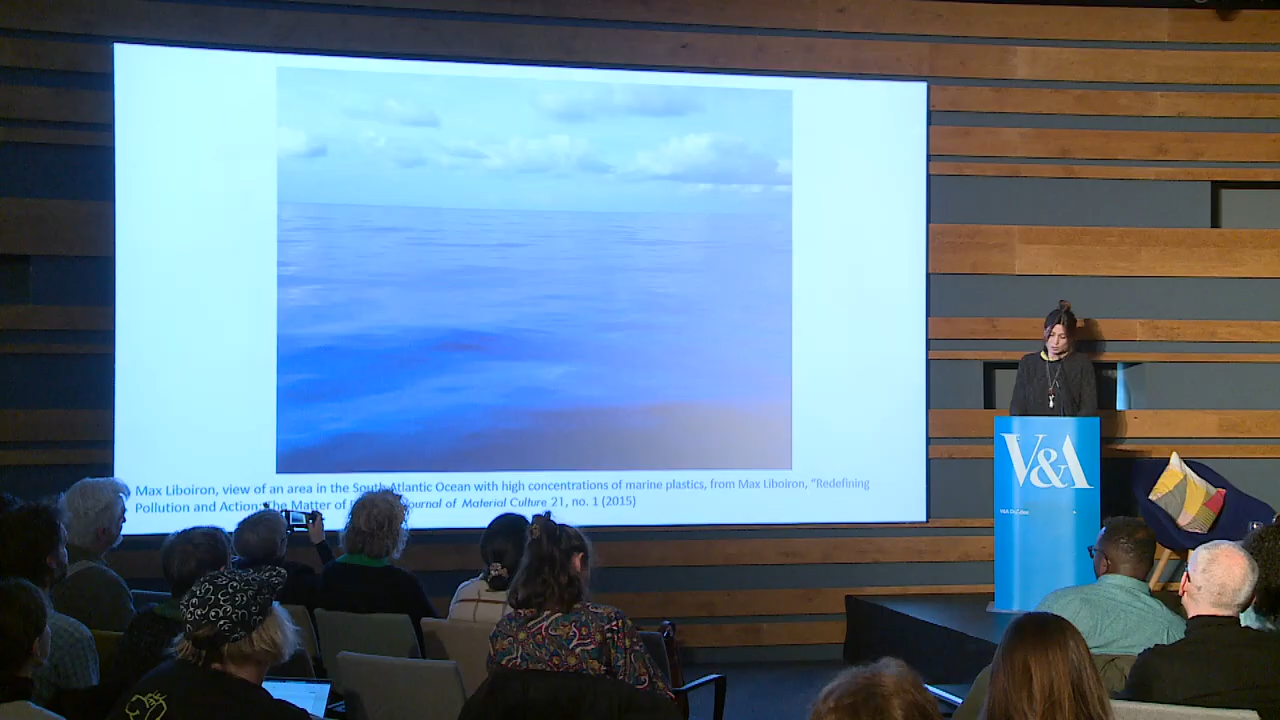 Max Liboiron, view of an area in the South Atlantic Ocean with high concentrations of marine plastics, from Max Liboiron, “Redefining
Pollution and Action: The Matter of Journal of Material Culture 21, no. 1 (2015)
V&A
V&A Dundee